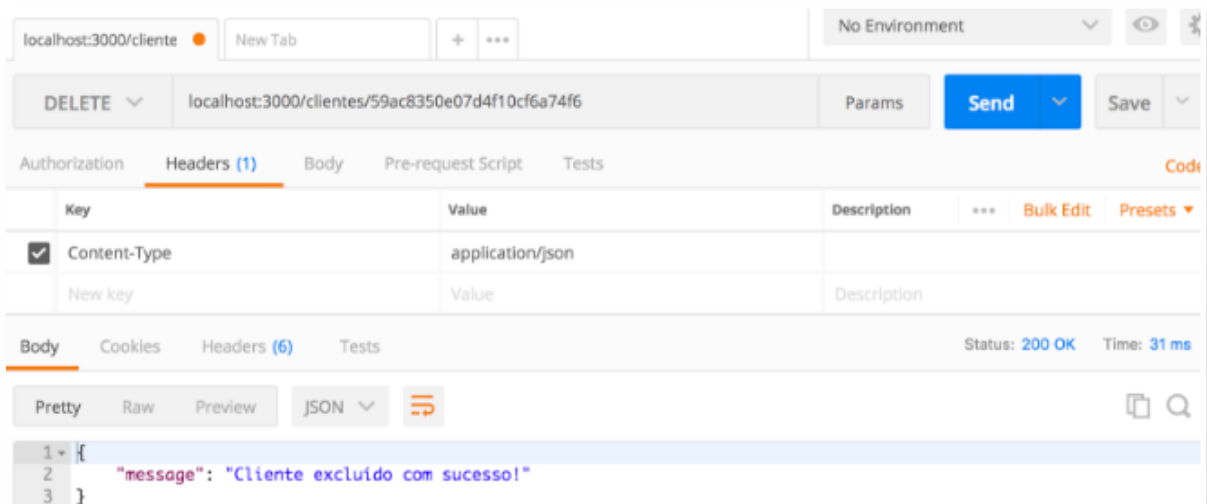 localhost:3000/cliente New Tab + ••• No Environment
DELETE localhost:3000/clientes/59ac8350e07d4f10cf6a74f6 Params Send Save
Authorization Headers (1) Body Pre-request Script Tests Code
Key Value Description ••• Bulk Edit Presets
Content-Type application/json
New key Value Description
Body Cookies Headers (6) Tests Status: 200 OK Time: 31 ms
Pretty Raw Preview JSON
1 {
2 "message": "Cliente excluído com sucesso!"
3 }